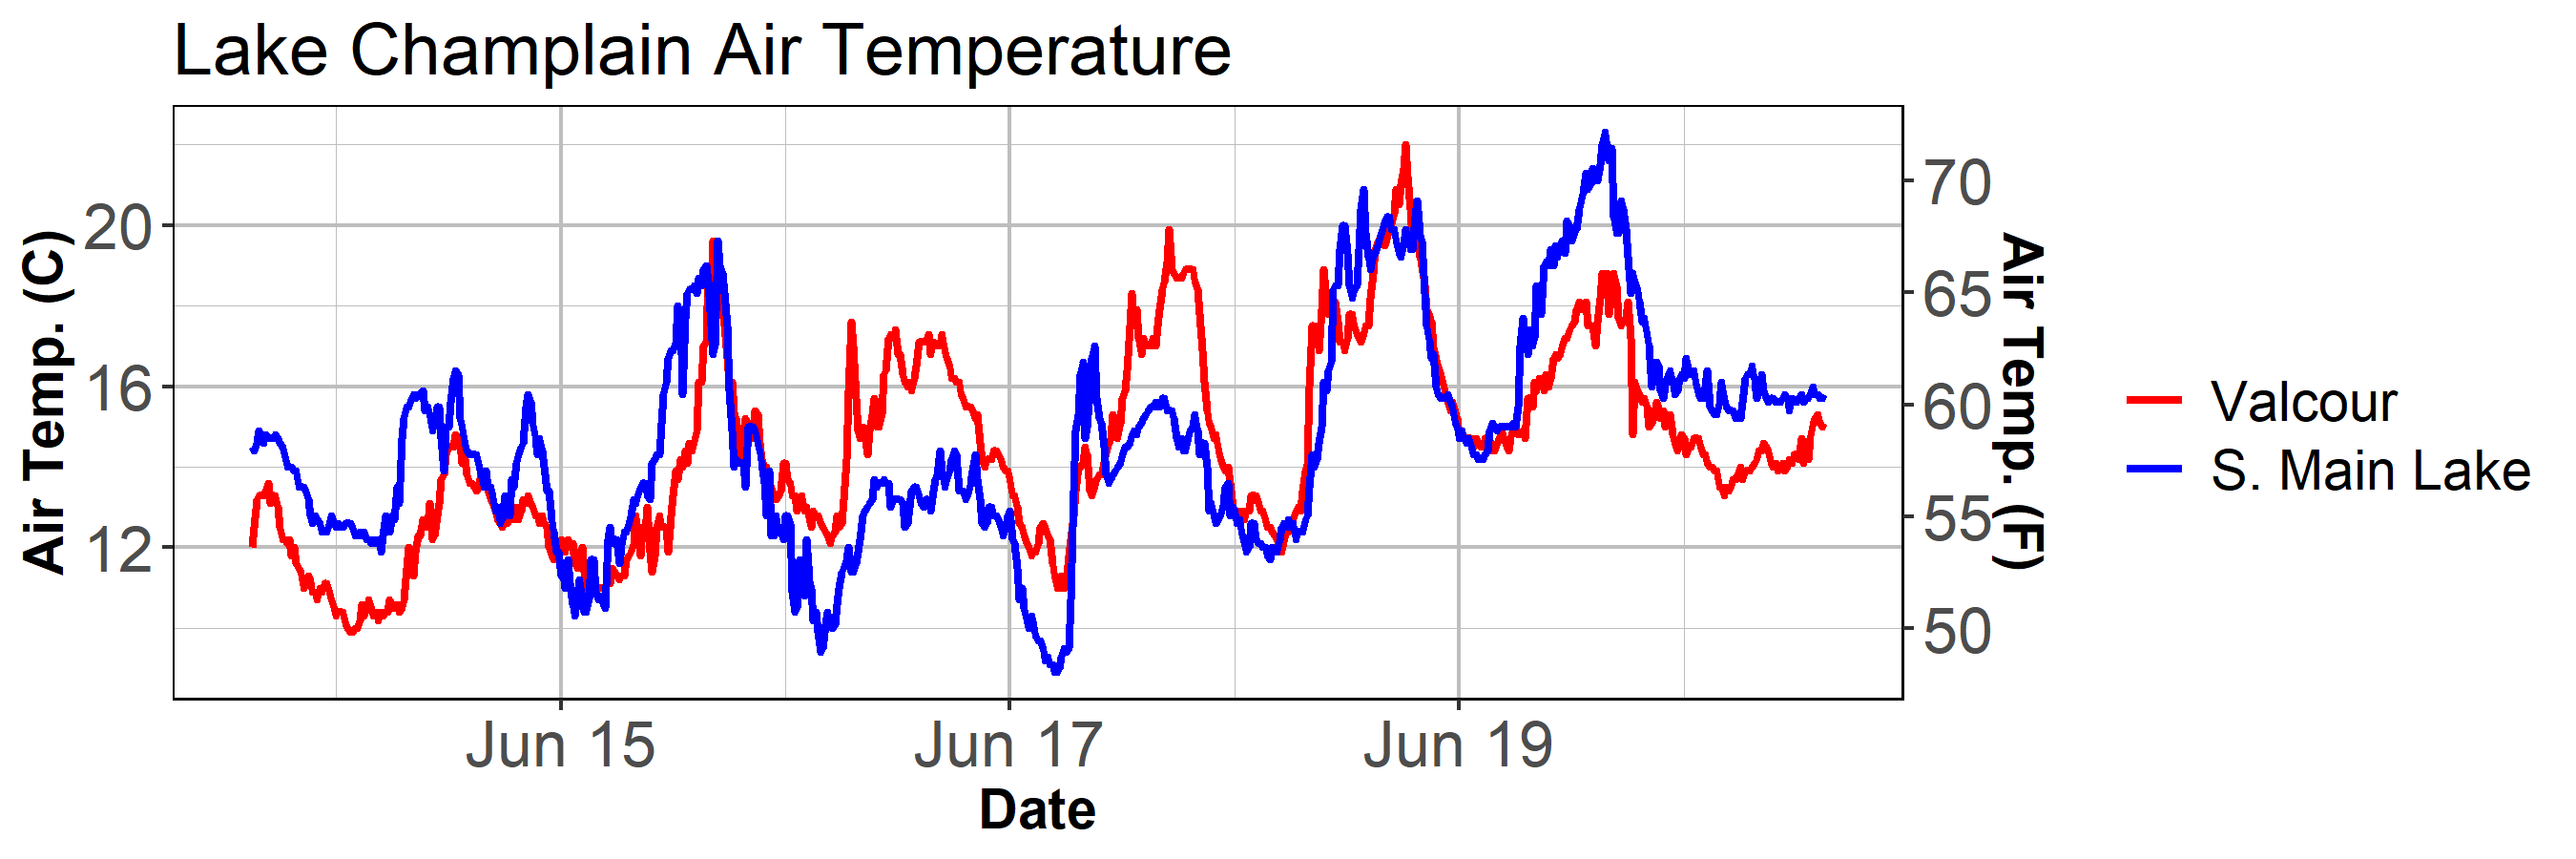 Lake Champlain Air Temperature
Air Temp. (C)
20
16
12
70
65
60
55
50
Air Temp. (F)
Jun 15
Jun 17
Jun 19
Date
Valcour
S. Main Lake